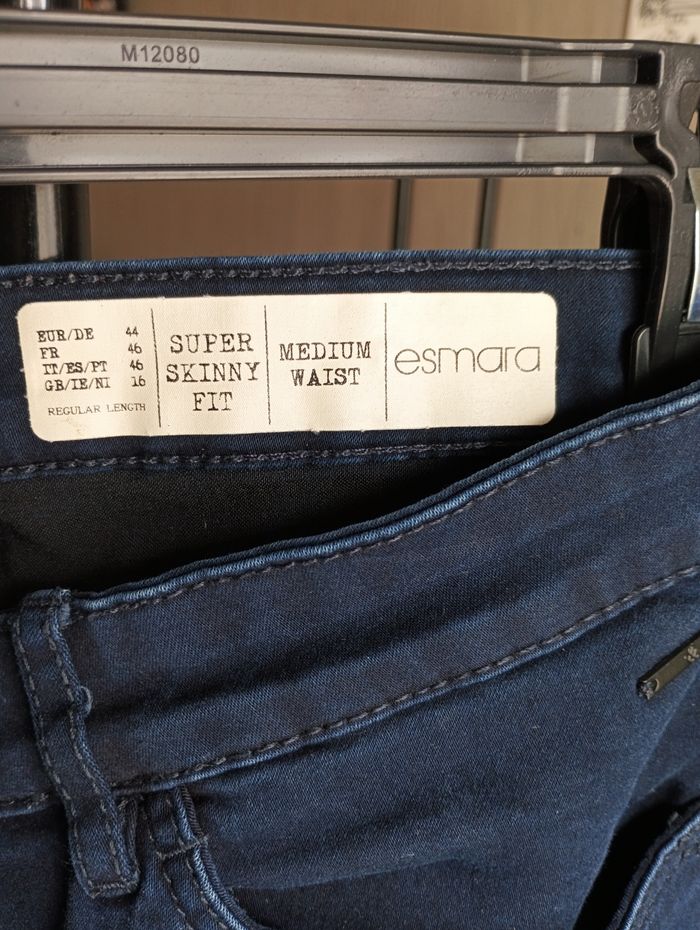 M12080
EUR/DE 44
FR 46
IT/ES/PT 46
GB/IE/NI 16
REGULAR LENGTH
SUPER
SKINNY
FIT
MEDIUM
WAIST
esmara